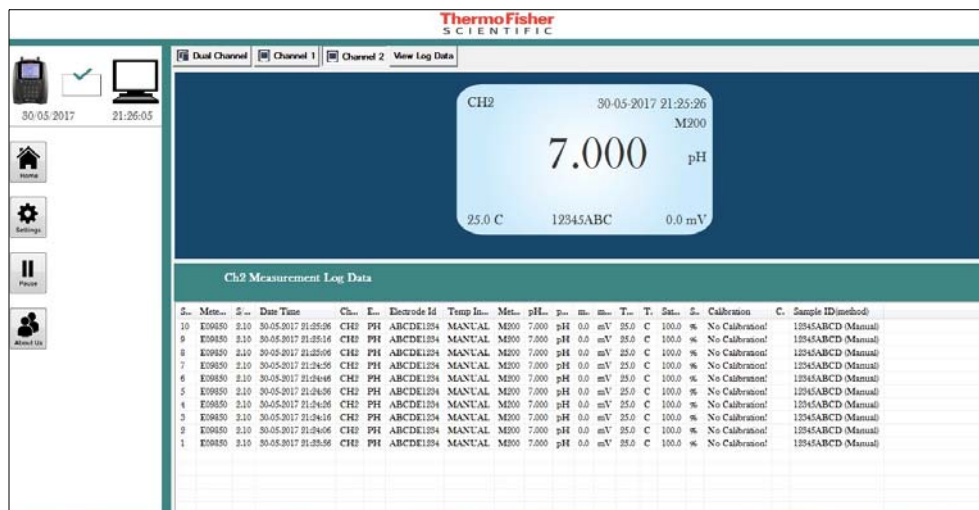 ThermoFisher
SCIENTIFIC
Dual Channel Channel 1 Channel 2 View Log Data
30/05/2017 21:26:05
Home
Settings
Pause
About Us
CH2 30-05-2017 21:25:26
M200
7.000 pH
25.0 C 12345ABC 0.0 mV
Ch2 Measurement Log Data
S... Mete... S/... Date Time Ch... E... Electrode Id Temp In... Met... pH... p... m... m... T... T. Sat... S.. Calibration C. Sample ID(method)
10 E09850 2.10 30-05-2017 21:25:26 CH2 PH ABCDE1234 MANUAL M200 7.000 pH 0.0 mV 25.0 C 100.0 % No Calibration! 12345ABCD (Manual)
9 E09850 2.10 30-05-2017 21:25:16 CH2 PH ABCDE1234 MANUAL M200 7.000 pH 0.0 mV 25.0 C 100.0 % No Calibration! 12345ABCD (Manual)
8 E09850 2.10 30-05-2017 21:25:06 CH2 PH ABCDE1234 MANUAL M200 7.000 pH 0.0 mV 25.0 C 100.0 % No Calibration! 12345ABCD (Manual)
7 E09850 2.10 30-05-2017 21:24:56 CH2 PH ABCDE1234 MANUAL M200 7.000 pH 0.0 mV 25.0 C 100.0 % No Calibration! 12345ABCD (Manual)
6 E09850 2.10 30-05-2017 21:24:46 CH2 PH ABCDE1234 MANUAL M200 7.000 pH 0.0 mV 25.0 C 100.0 % No Calibration! 12345ABCD (Manual)
5 E09850 2.10 30-05-2017 21:24:36 CH2 PH ABCDE1234 MANUAL M200 7.000 pH 0.0 mV 25.0 C 100.0 % No Calibration! 12345ABCD (Manual)
4 E09850 2.10 30-05-2017 21:24:26 CH2 PH ABCDE1234 MANUAL M200 7.000 pH 0.0 mV 25.0 C 100.0 % No Calibration! 12345ABCD (Manual)
3 E09850 2.10 30-05-2017 21:24:16 CH2 PH ABCDE1234 MANUAL M200 7.000 pH 0.0 mV 25.0 C 100.0 % No Calibration! 12345ABCD (Manual)
2 E09850 2.10 30-05-2017 21:24:06 CH2 PH ABCDE1234 MANUAL M200 7.000 pH 0.0 mV 25.0 C 100.0 % No Calibration! 12345ABCD (Manual)
1 E09850 2.10 30-05-2017 21:23:56 CH2 PH ABCDE1234 MANUAL M200 7.000 pH 0.0 mV 25.0 C 100.0 % No Calibration! 12345ABCD (Manual)